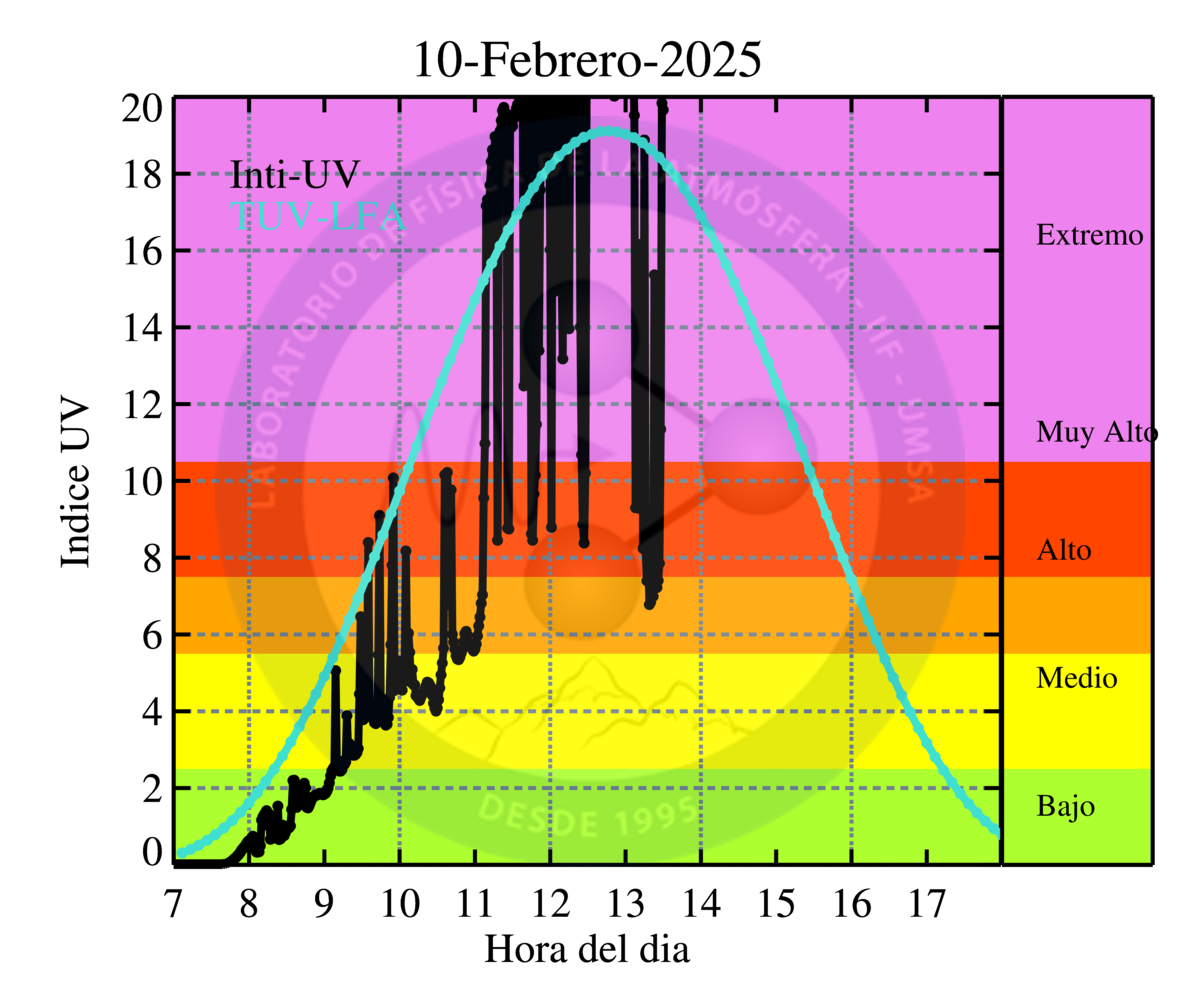 10-Febrero-2025
20
18
16
14
12
10
8
6
4
2
0
Indice UV
Inti-UV
TUV-LFA
LABORATORIO DE FÍSICA DE LA ATMÓSFERA - IIF - UMSA
DESDE 1995
Extremo
Muy Alto
Alto
Medio
Bajo
7 8 9 10 11 12 13 14 15 16 17
Hora del dia